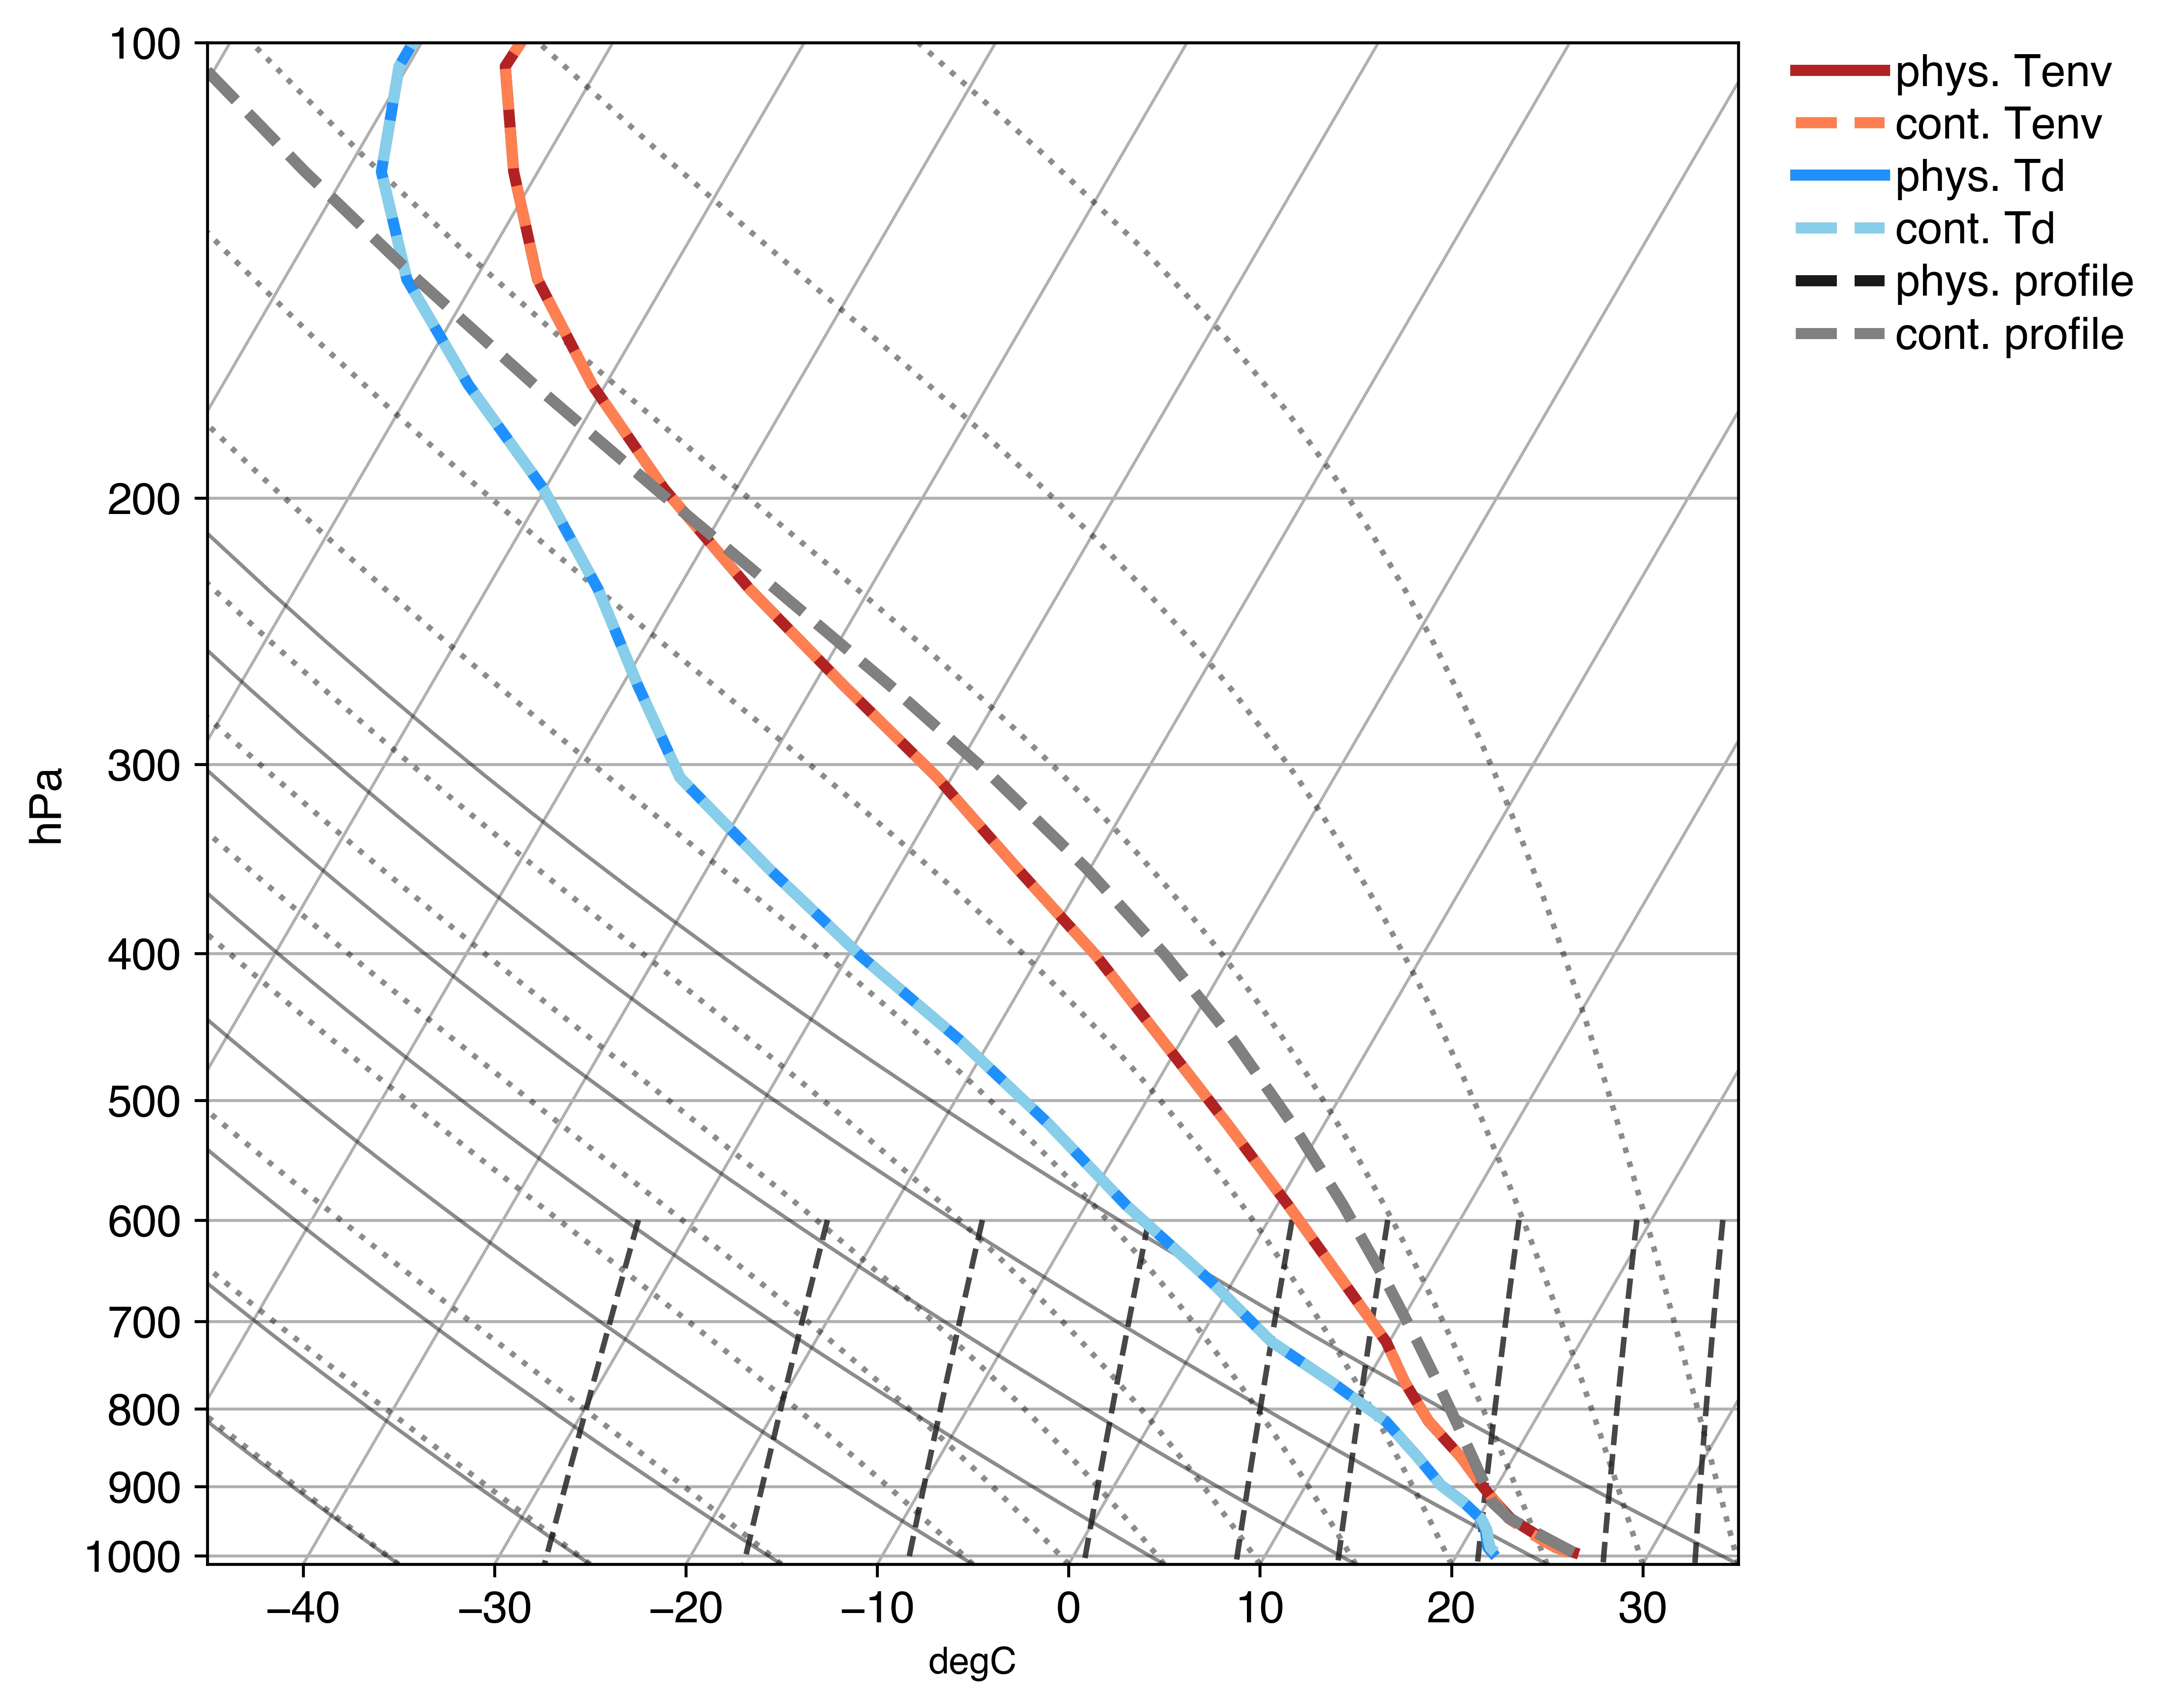 100
200
300
400
500
600
700
800
900
1000
hPa
−40 −30 −20 −10 0 10 20 30
degC
phys. Tenv
cont. Tenv
phys. Td
cont. Td
phys. profile
cont. profile